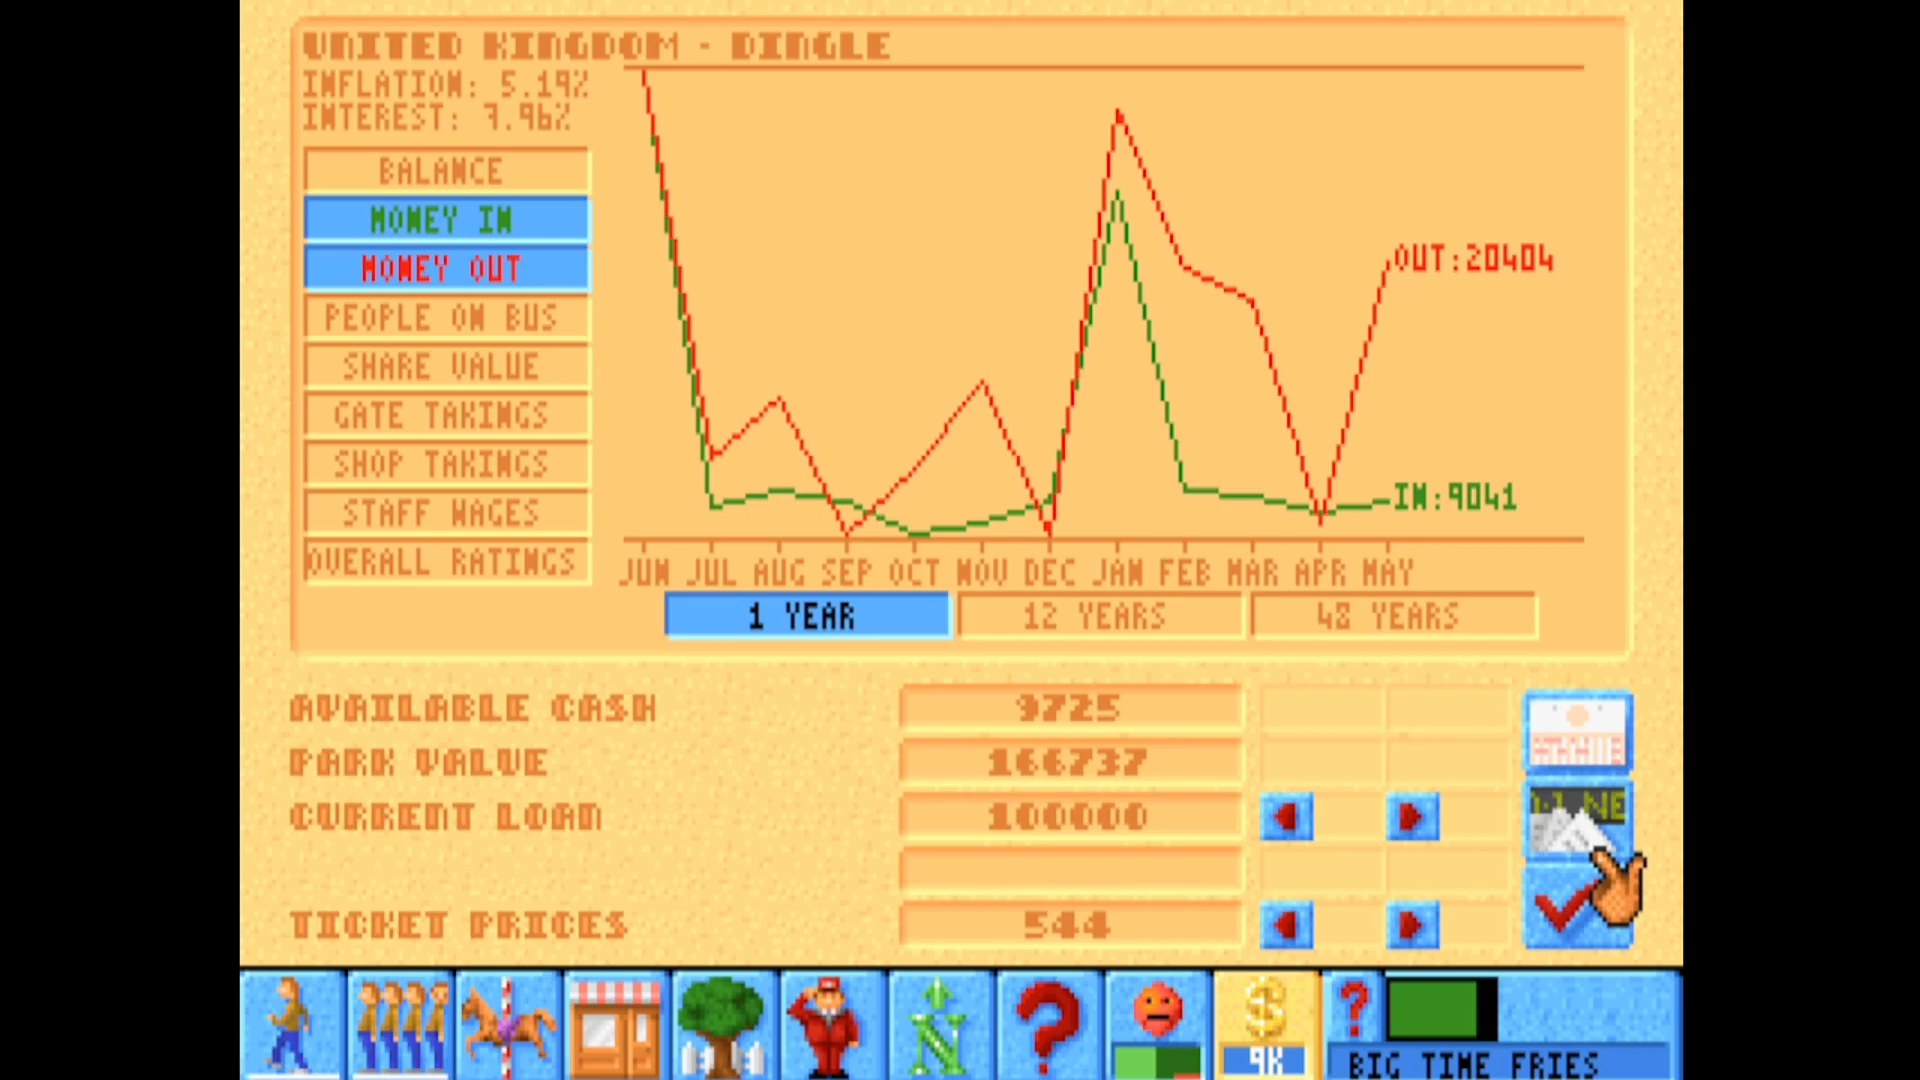 UNITED KINGDOM - DINGLE
INFLATION: 5.19%
INTEREST: 7.96%
BALANCE
MONEY IN
MONEY OUT
PEOPLE ON BUS
SHARE VALUE
GATE TAKINGS
SHOP TAKINGS
STAFF WAGES
OVERALL RATINGS
OUT:20404
IN:9041
JUN JUL AUG SEP OCT NOV DEC JAN FEB MAR APR MAY
1 YEAR 12 YEARS 48 YEARS
AVAILABLE CASH 9725
PARK VALUE 166737
CURRENT LOAN 100000
TICKET PRICES 544
N ? $ ?
9K BIG TIME FRIES